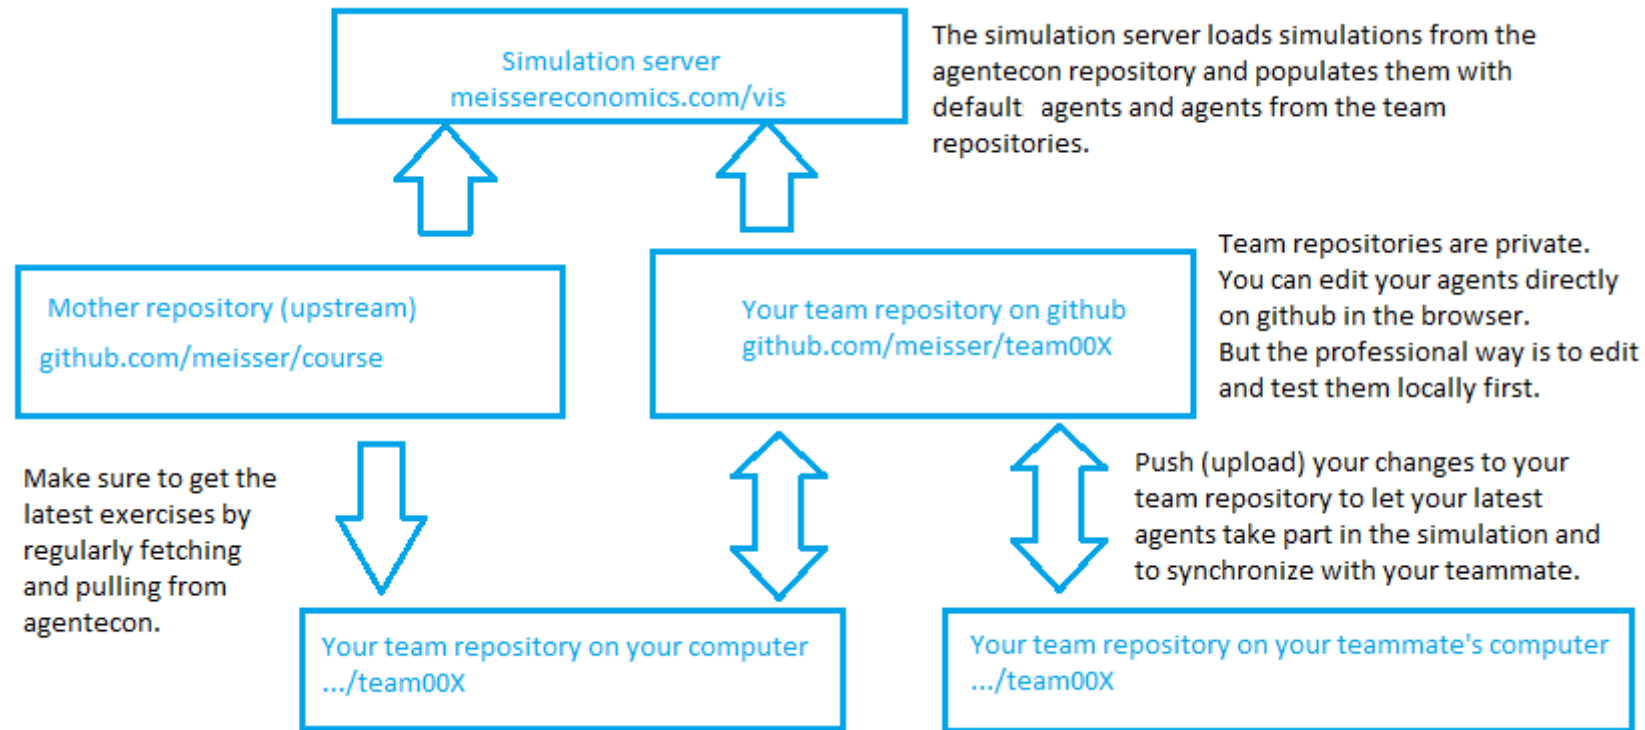 Simulation server
meissereconomics.com/vis
The simulation server loads simulations from the
agentecon repository and populates them with
default agents and agents from the team
repositories.
Mother repository (upstream)
github.com/meisser/course
Your team repository on github
github.com/meisser/team00X
Team repositories are private.
You can edit your agents directly
on github in the browser.
But the professional way is to edit
and test them locally first.
Make sure to get the
latest exercises by
regularly fetching
and pulling from
agentecon.
Push (upload) your changes to your
team repository to let your latest
agents take part in the simulation and
to synchronize with your teammate.
Your team repository on your computer
.../team00X
Your team repository on your teammate's computer
.../team00X